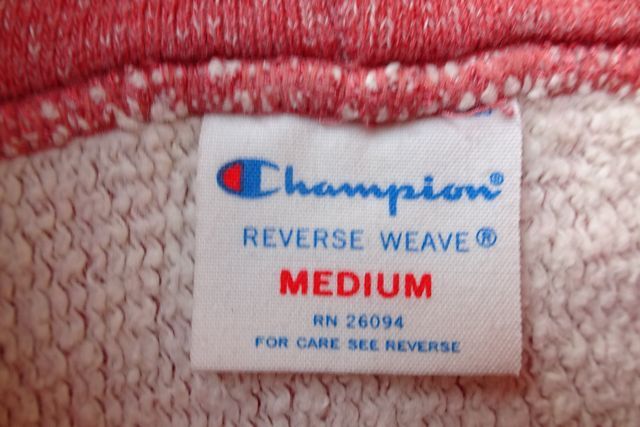 Champion®
REVERSE WEAVE®
MEDIUM
RN 26094
FOR CARE SEE REVERSE